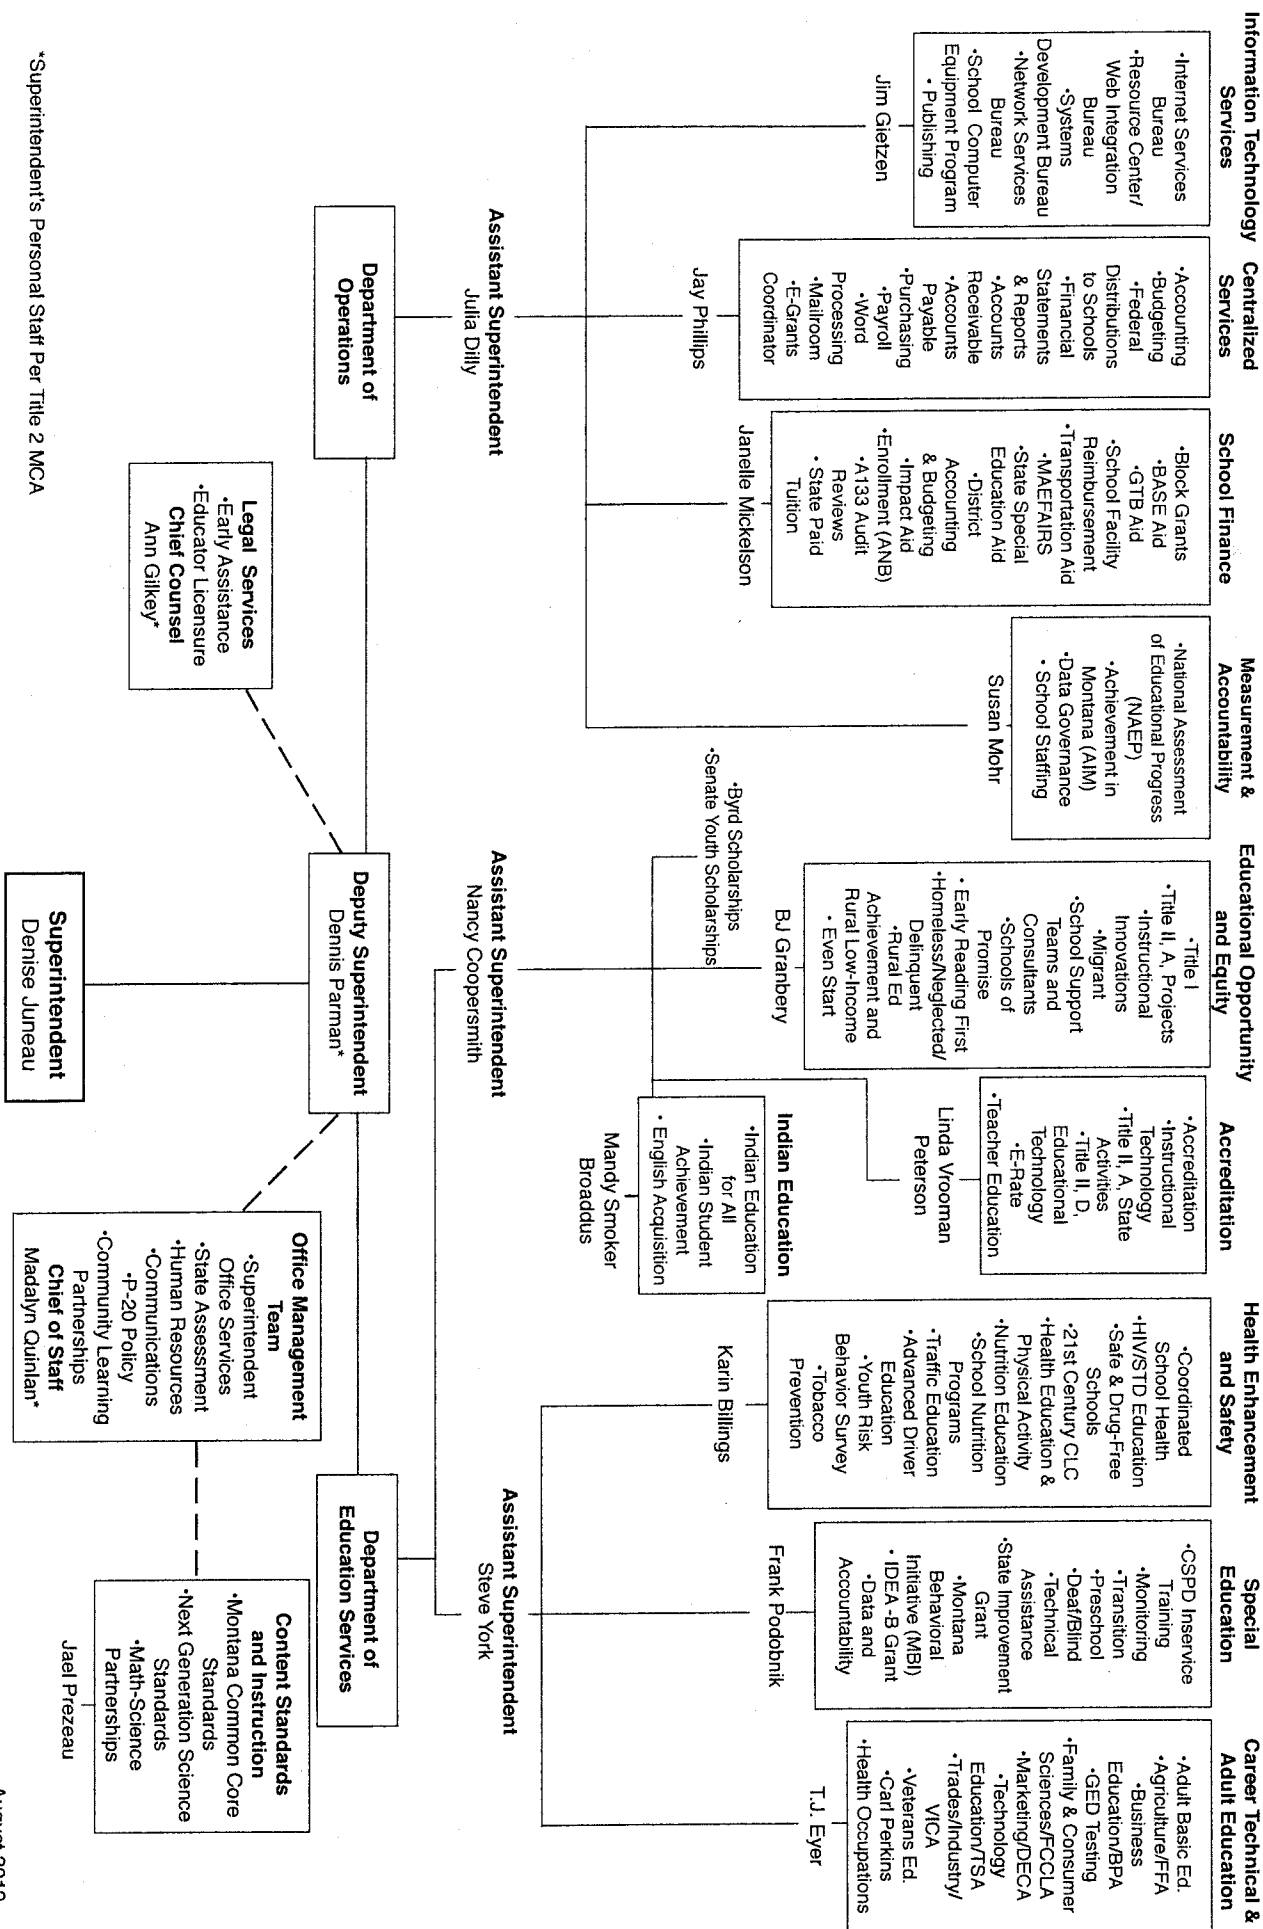 Information Technology
Services
•Internet Services
Bureau
•Resource Center/
Web Integration
Bureau
•Systems
Development Bureau
•Network Services
Bureau
•School Computer
Equipment Program
• Publishing
Jim Gietzen
Centralized
Services
•Accounting
•Budgeting
•Federal
Distributions
to Schools
•Financial
Statements
& Reports
•Accounts
Receivable
•Accounts
Payable
•Purchasing
•Payroll
•Word
Processing
•Mailroom
•E-Grants
Coordinator
Jay Phillips
School Finance
•Block Grants
•BASE Aid
•GTB Aid
•School Facility
Reimbursement
•Transportation Aid
•MAEFAIRS
•State Special
Education Aid
•District
Accounting
& Budgeting
•Impact Aid
•Enrollment (ANB)
•A133 Audit
Reviews
• State Paid
Tuition
Janelle Mickelson
Measurement &
Accountability
•National Assessment
of Educational Progress
(NAEP)
•Achievement in
Montana (AIM)
•Data Governance
• School Staffing
Susan Mohr
Educational Opportunity
and Equity
•Title I
•Title II, A, Projects
•Instructional
Innovations
•Migrant
•School Support
Teams and
Consultants
•Schools of
Promise
• Early Reading First
•Homeless/Neglected/
Delinquent
•Rural Ed
Achievement and
Rural Low-Income
• Even Start
BJ Granbery
•Byrd Scholarships
•Senate Youth Scholarships
Accreditation
•Accreditation
•Instructional
Technology
•Title II, A, State
Activities
•Title II, D,
Educational
Technology
•E-Rate
•Teacher Education
Linda Vrooman
Peterson
Indian Education
•Indian Education
for All
•Indian Student
Achievement
• English Acquisition
Mandy Smoker
Broaddus
Health Enhancement
and Safety
•Coordinated
School Health
•HIV/STD Education
•Safe & Drug-Free
Schools
•21st Century CLC
•Health Education &
Physical Activity
•Nutrition Education
•School Nutrition
Programs
•Traffic Education
•Advanced Driver
Education
•Youth Risk
Behavior Survey
•Tobacco
Prevention
Karin Billings
Special
Education
•CSPD Inservice
Training
•Monitoring
•Transition
•Preschool
•Deaf/Blind
•Technical
Assistance
•State Improvement
Grant
•Montana
Behavioral
Initiative (MBI)
• IDEA -B Grant
•Data and
Accountability
Frank Podobnik
Career Technical &
Adult Education
•Adult Basic Ed.
•Agriculture/FFA
•Business
Education/BPA
•GED Testing
•Family & Consumer
Sciences/FCCLA
•Marketing/DECA
•Technology
Education/TSA
•Trades/Industry/
VICA
•Veterans Ed.
•Carl Perkins
•Health Occupations
T.J. Eyer
Assistant Superintendent
Julia Dilly
Assistant Superintendent
Nancy Coopersmith
Assistant Superintendent
Steve York
Department of
Operations
Deputy Superintendent
Dennis Parman*
Department of
Education Services
Legal Services
•Early Assistance
•Educator Licensure
Chief Counsel
Ann Gilkey*
Office Management
Team
•Superintendent
Office Services
•State Assessment
•Human Resources
•Communications
•P-20 Policy
•Community Learning
Partnerships
Chief of Staff
Madalyn Quinlan*
Content Standards
and Instruction
•Montana Common Core
Standards
•Next Generation Science
Standards
•Math-Science
Partnerships
Jael Prezeau
Superintendent
Denise Juneau
*Superintendent's Personal Staff Per Title 2 MCA